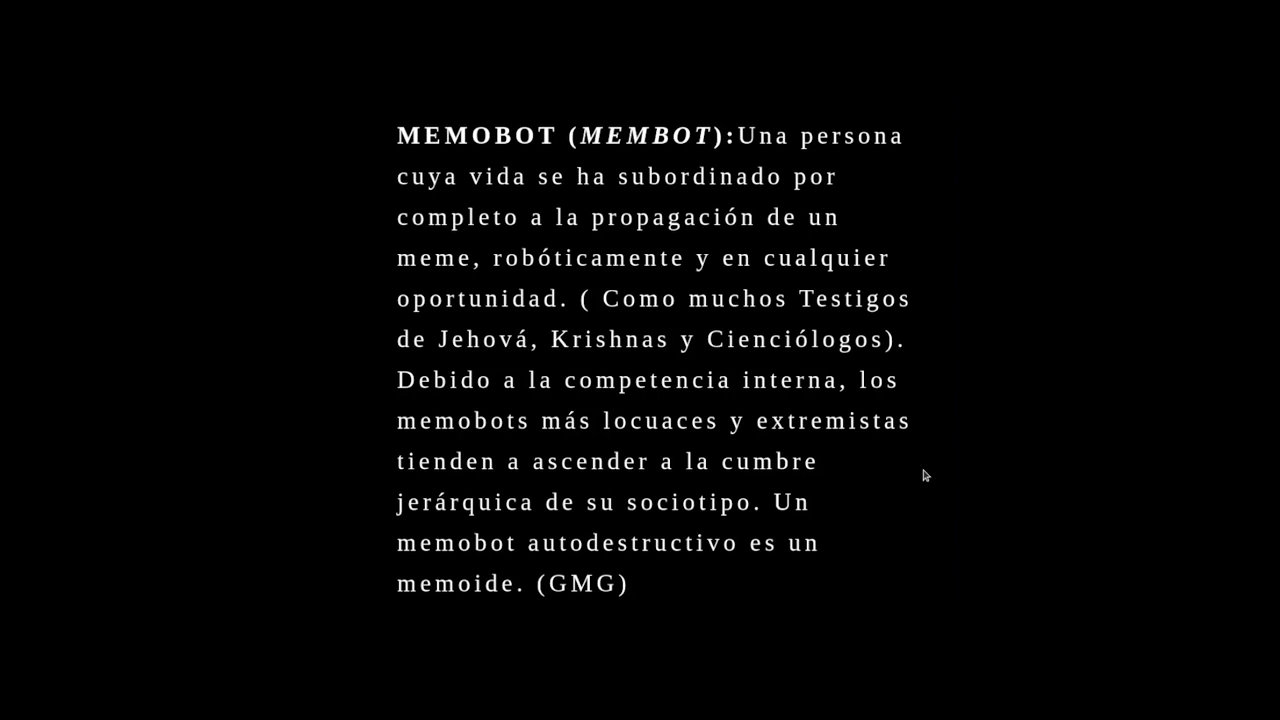 MEMOBOT (MEMBOT):Una persona
cuya vida se ha subordinado por
completo a la propagación de un
meme, robóticamente y en cualquier
oportunidad. ( Como muchos Testigos
de Jehová, Krishnas y Cienciólogos).
Debido a la competencia interna, los
memobots más locuaces y extremistas
tienden a ascender a la cumbre
jerárquica de su sociotipo. Un
memobot autodestructivo es un
memoide. (GMG)